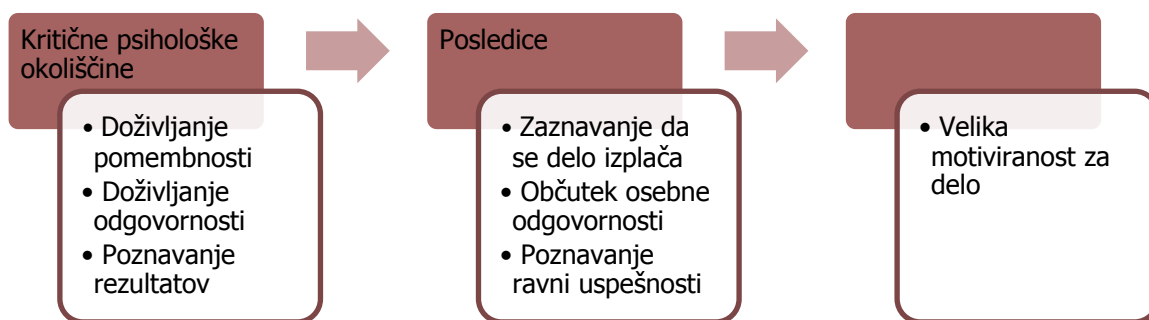 Kritične psihološke
okoliščine
• Doživljanje
pomembnosti
• Doživljanje
odgovornosti
• Poznavanje
rezultatov
Posledice
• Zaznavanje da
se delo izplača
• Občutek osebne
odgovornosti
• Poznavanje
ravni uspešnosti
• Velika
motiviranost za
delo